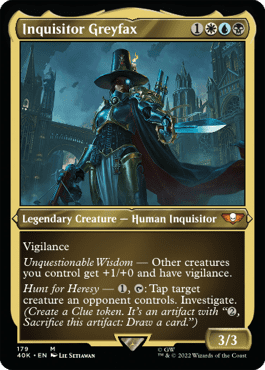 Inquisitor Greyfax 1
Legendary Creature — Human Inquisitor
Vigilance
Unquestionable Wisdom — Other creatures
you control get +1/+0 and have vigilance.
Hunt for Heresy — 1, : Tap target
creature an opponent controls. Investigate.
(Create a Clue token. It's an artifact with “2,
Sacrifice this artifact: Draw a card.”)
3/3
179 M
40K • EN Lie Setiawan
© GW
™ & © 2022 Wizards of the Coast